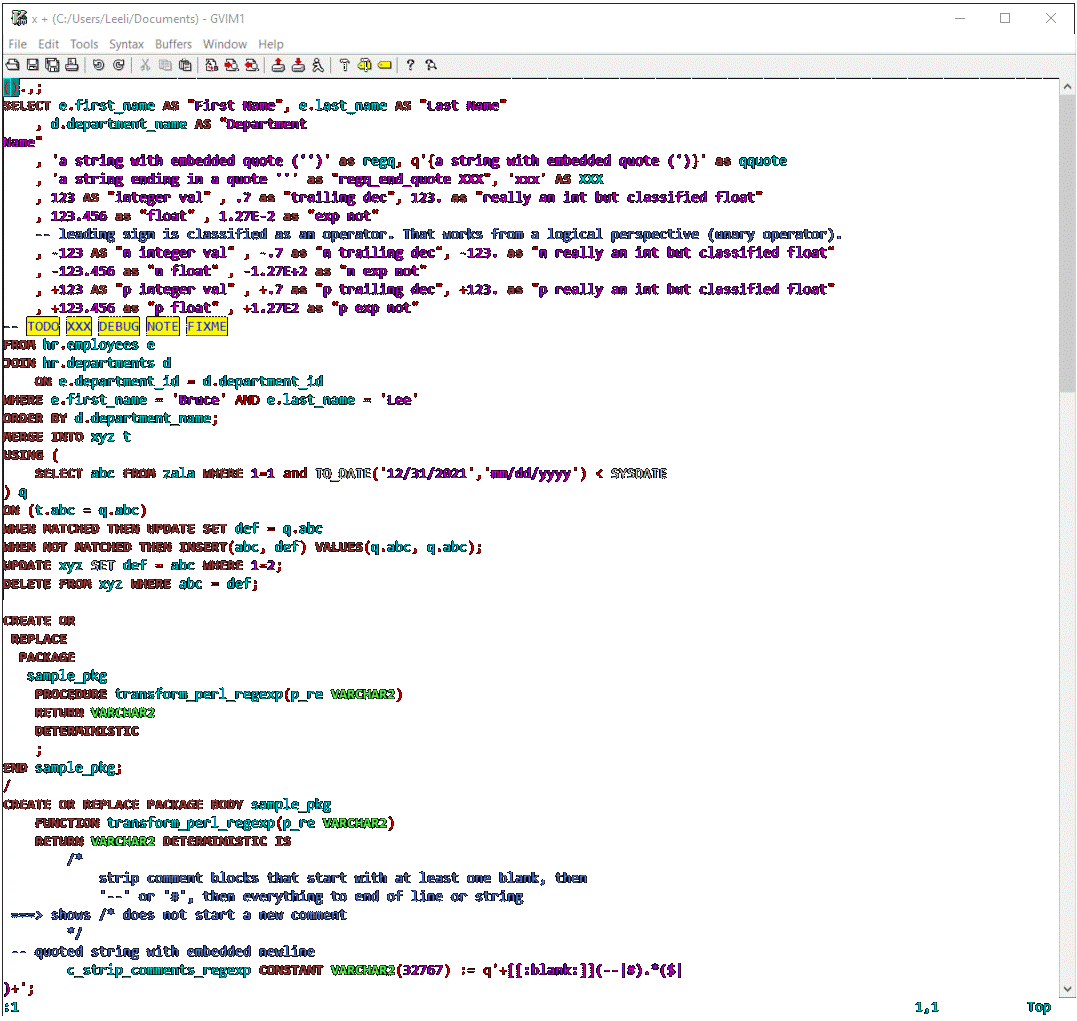 x + (C:/Users/Leeli/Documents) - GVIM1
File Edit Tools Syntax Buffers Window Help
().,;
SELECT e.first_name AS "First Name", e.last_name AS "Last Name"
    , d.department_name AS "Department
Name"
    , 'a string with embedded quote ('')' as regq, q'{a string with embedded quote (')}' as qquote
    , 'a string ending in a quote ''' as "regq_end_quote XXX", 'xxx' AS XXX
    , 123 AS "integer val" , .7 as "trailing dec", 123. as "really an int but classified float"
    , 123.456 as "float" , 1.27E-2 as "exp not"
    -- leading sign is classified as an operator. That works from a logical perspective (unary operator).
    , -123 AS "n integer val" , -.7 as "n trailing dec", -123. as "n really an int but classified float"
    , -123.456 as "n float" , -1.27E+2 as "n exp not"
    , +123 AS "p integer val" , +.7 as "p trailing dec", +123. as "p really an int but classified float"
    , +123.456 as "p float" , +1.27E2 as "p exp not"
-- TODO XXX DEBUG NOTE FIXME
FROM hr.employees e
JOIN hr.departments d
    ON e.department_id = d.department_id
WHERE e.first_name = 'Bruce' AND e.last_name = 'Lee'
ORDER BY d.department_name;
MERGE INTO xyz t
USING (
    SELECT abc FROM zala WHERE 1=1 and TO_DATE('12/31/2021','mm/dd/yyyy') < SYSDATE
) q
ON (t.abc = q.abc)
WHEN MATCHED THEN UPDATE SET def = q.abc
WHEN NOT MATCHED THEN INSERT(abc, def) VALUES(q.abc, q.abc);
UPDATE xyz SET def = abc WHERE 1=2;
DELETE FROM xyz WHERE abc = def;
CREATE OR
 REPLACE
  PACKAGE
   sample_pkg
    PROCEDURE transform_perl_regexp(p_re VARCHAR2)
    RETURN VARCHAR2
    DETERMINISTIC
    ;
END sample_pkg;
/
CREATE OR REPLACE PACKAGE BODY sample_pkg
    FUNCTION transform_perl_regexp(p_re VARCHAR2)
    RETURN VARCHAR2 DETERMINISTIC IS
        /*
            strip comment blocks that start with at least one blank, then
            '--' or '#', then everything to end of line or string
 ===> shows /* does not start a new comment
        */
 -- quoted string with embedded newline
        c_strip_comments_regexp CONSTANT VARCHAR2(32767) := q'+[[:blank:]](--|#).*($|
)+';
:1 1,1 Top